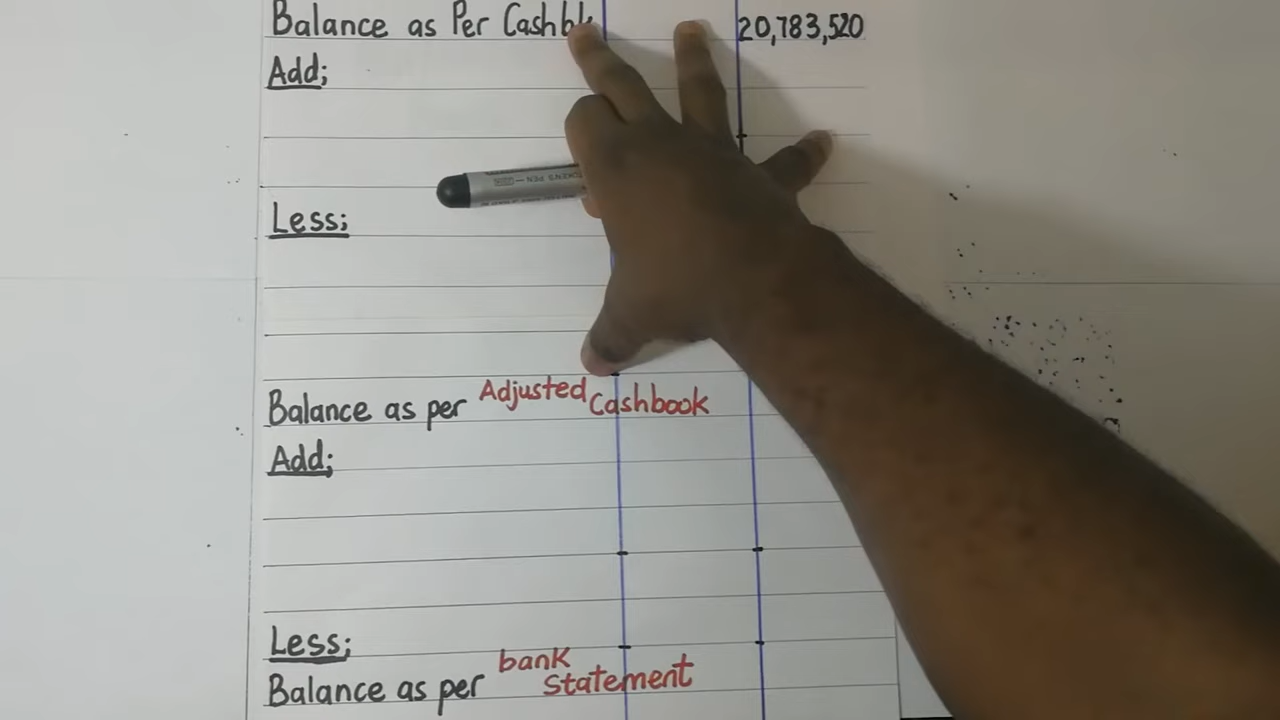 Balance as Per Cashbk 20,783,520
Add;
Less;
Balance as per Adjusted Cashbook
Add;
Less;
Balance as per bank Statement